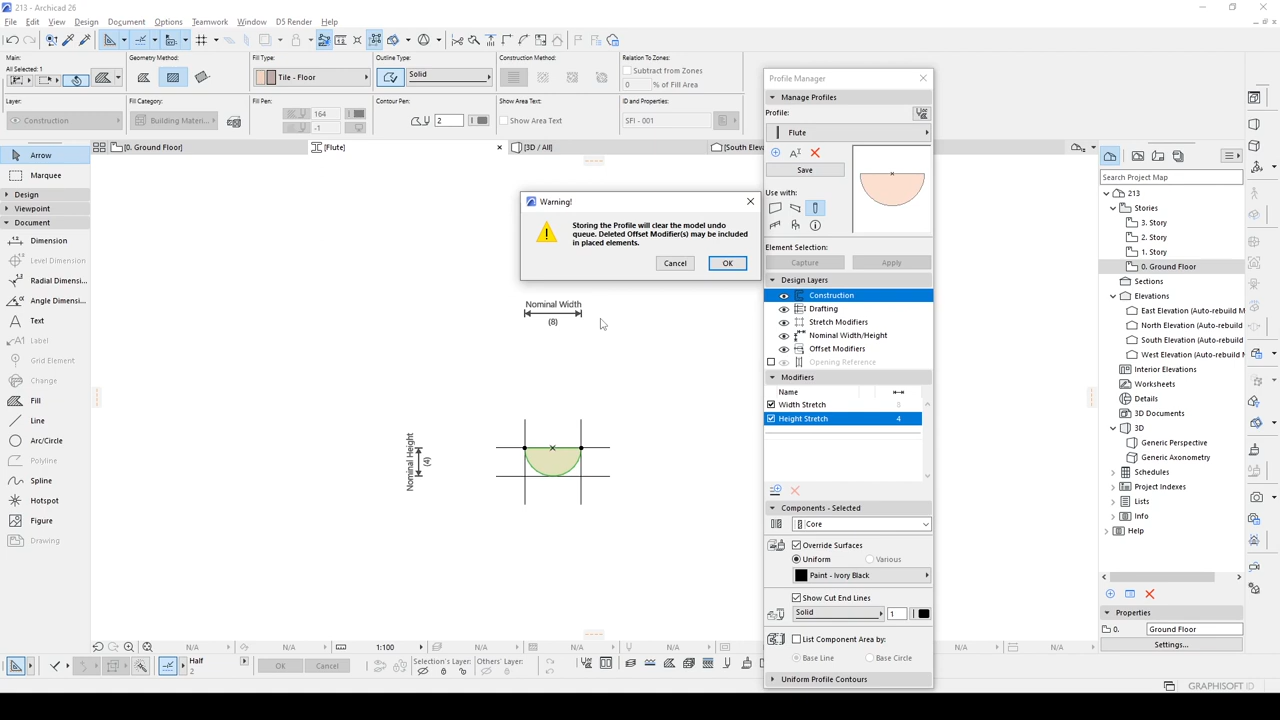 213 - Archicad 26
File Edit View Design Document Options Teamwork Window D5 Render Help
Main:
All Selected: 1
Geometry Method:
Fill Type:
Tile - Floor
Outline Type:
Solid
Construction Method:
Relation To Zones:
Subtract from Zones
0 % of Fill Area
Layer:
Construction
Fill Category:
Building Materi...
Fill Pen:
164
-1
Contour Pen:
2
Show Area Text:
Show Area Text
ID and Properties:
SFI - 001
[0. Ground Floor]
[Flute]
[3D / All]
[South Elev
Arrow
Marquee
Design
Viewpoint
Document
Dimension
Level Dimension
Radial Dimensi...
Angle Dimensi...
Text
Label
Grid Element
Change
Fill
Line
Arc/Circle
Polyline
Spline
Hotspot
Figure
Drawing
Warning!
Storing the Profile will clear the model undo
queue. Deleted Offset Modifier(s) may be included
in placed elements.
Cancel OK
Nominal Width
(8)
Nominal Height
(4)
Profile Manager
Manage Profiles
Profile:
Flute
Save
Use with:
Element Selection:
Capture Apply
Design Layers
Construction
Drafting
Stretch Modifiers
Nominal Width/Height
Offset Modifiers
Opening Reference
Modifiers
Name
Width Stretch 8
Height Stretch 4
Components - Selected
Core
Override Surfaces
Uniform Various
Paint - Ivory Black
Show Cut End Lines
Solid 1
List Component Area by:
Base Line Base Circle
Uniform Profile Contours
Search Project Map
213
Stories
3. Story
2. Story
1. Story
0. Ground Floor
Sections
Elevations
East Elevation (Auto-rebuild M
North Elevation (Auto-rebuild
South Elevation (Auto-rebuild
West Elevation (Auto-rebuild M
Interior Elevations
Worksheets
Details
3D Documents
3D
Generic Perspective
Generic Axonometry
Schedules
Project Indexes
Lists
Info
Help
Properties
0. Ground Floor
Settings...
N/A N/A 1:100 N/A N/A N/A N/A
Half
2
OK Cancel
Selection's Layer: Others' Layer:
GRAPHISOFT ID